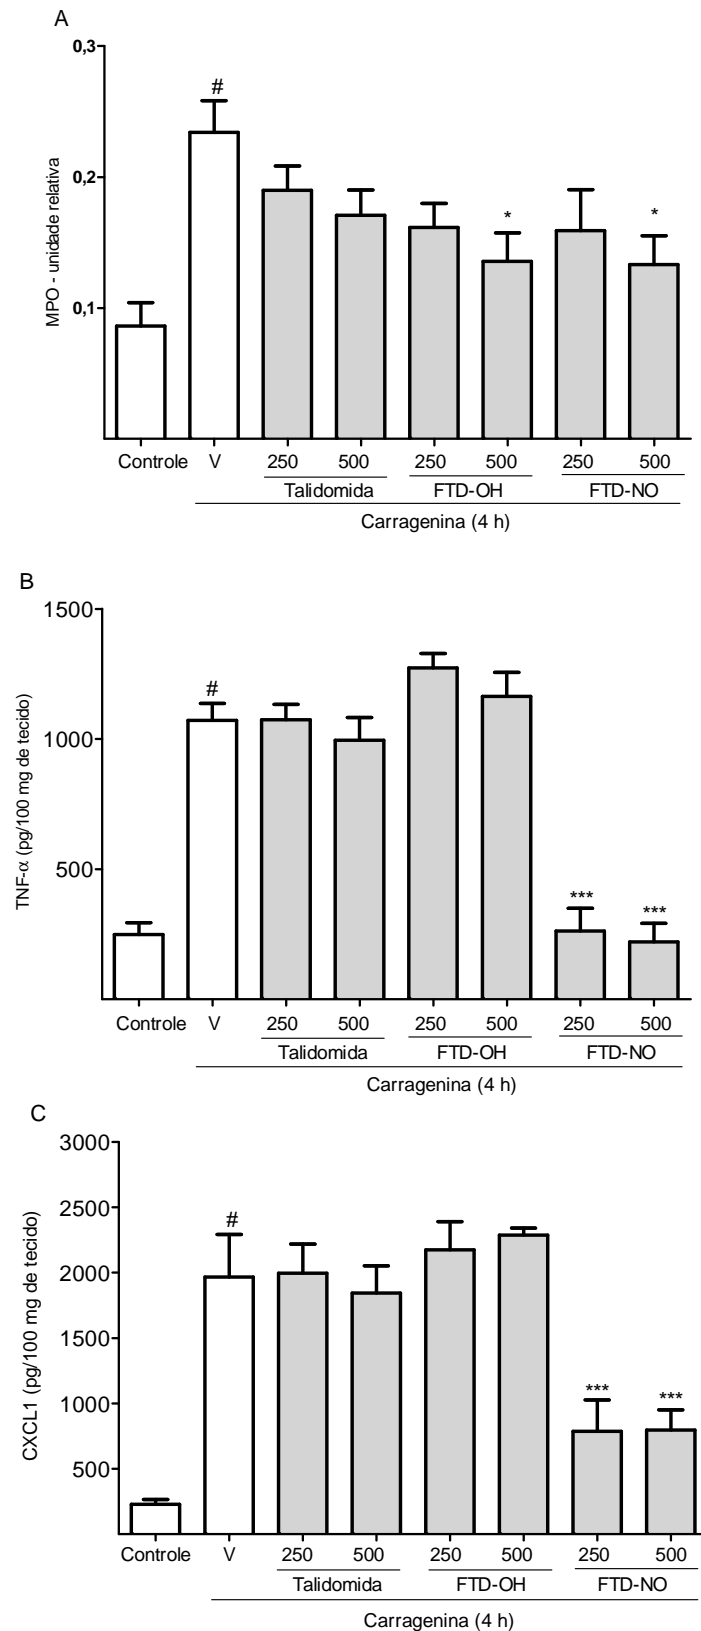 A
0,3
#
0,2
*
*
MPO - unidade relativa
0,1
Controle V 250 500 250 500 250 500
Talidomida FTD-OH FTD-NO
Carragenina (4 h)
B
1500
#
1000
TNF-α (pg/100 mg de tecido)
500
*** ***
Controle V 250 500 250 500 250 500
Talidomida FTD-OH FTD-NO
Carragenina (4 h)
C
3000
2500
#
2000
CXCL1 (pg/100 mg de tecido)
1500
1000
*** ***
500
Controle V 250 500 250 500 250 500
Talidomida FTD-OH FTD-NO
Carragenina (4 h)